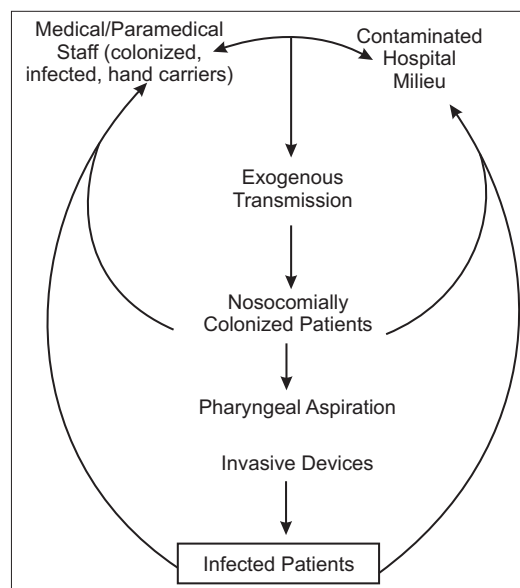 Medical/Paramedical
Staff (colonized,
infected, hand carriers)
Contaminated
Hospital
Milieu
Exogenous
Transmission
Nosocomially
Colonized Patients
Pharyngeal Aspiration
Invasive Devices
Infected Patients